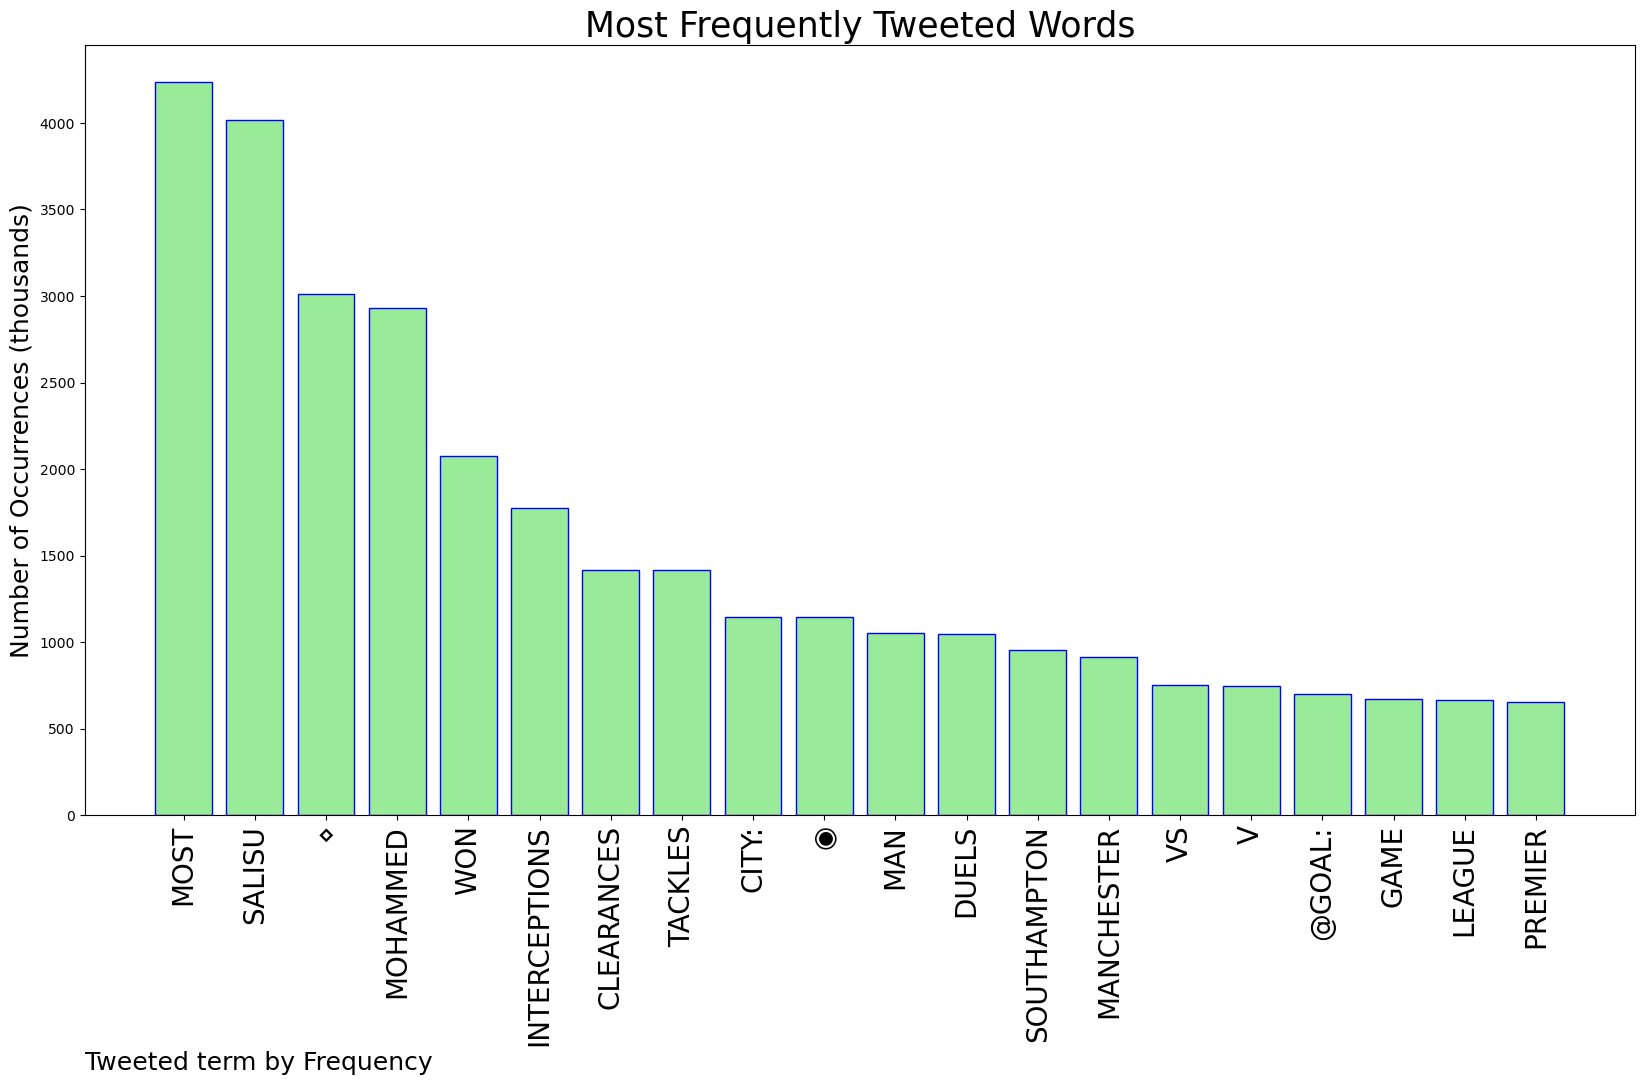 Most Frequently Tweeted Words
Number of Occurrences (thousands)
4000
3500
3000
2500
2000
1500
1000
500
0
MOST
SALISU
⋄
MOHAMMED
WON
INTERCEPTIONS
CLEARANCES
TACKLES
CITY:
◉
MAN
DUELS
SOUTHAMPTON
MANCHESTER
VS
V
@GOAL:
GAME
LEAGUE
PREMIER
Tweeted term by Frequency